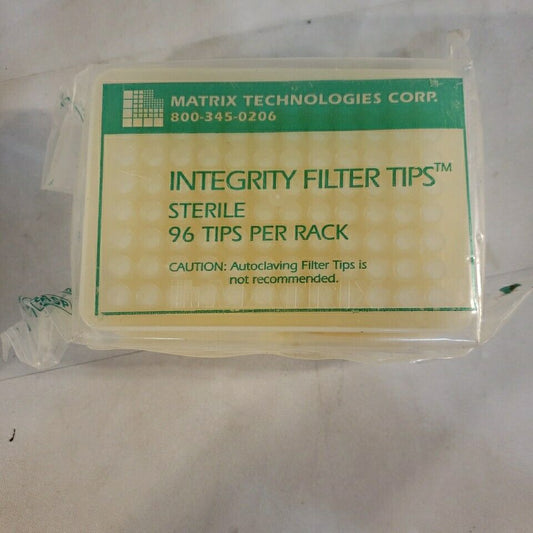 MATRIX TECHNOLOGIES CORP.
800-345-0206
INTEGRITY FILTER TIPS™
STERILE
96 TIPS PER RACK
CAUTION: Autoclaving Filter Tips is
not recommended.